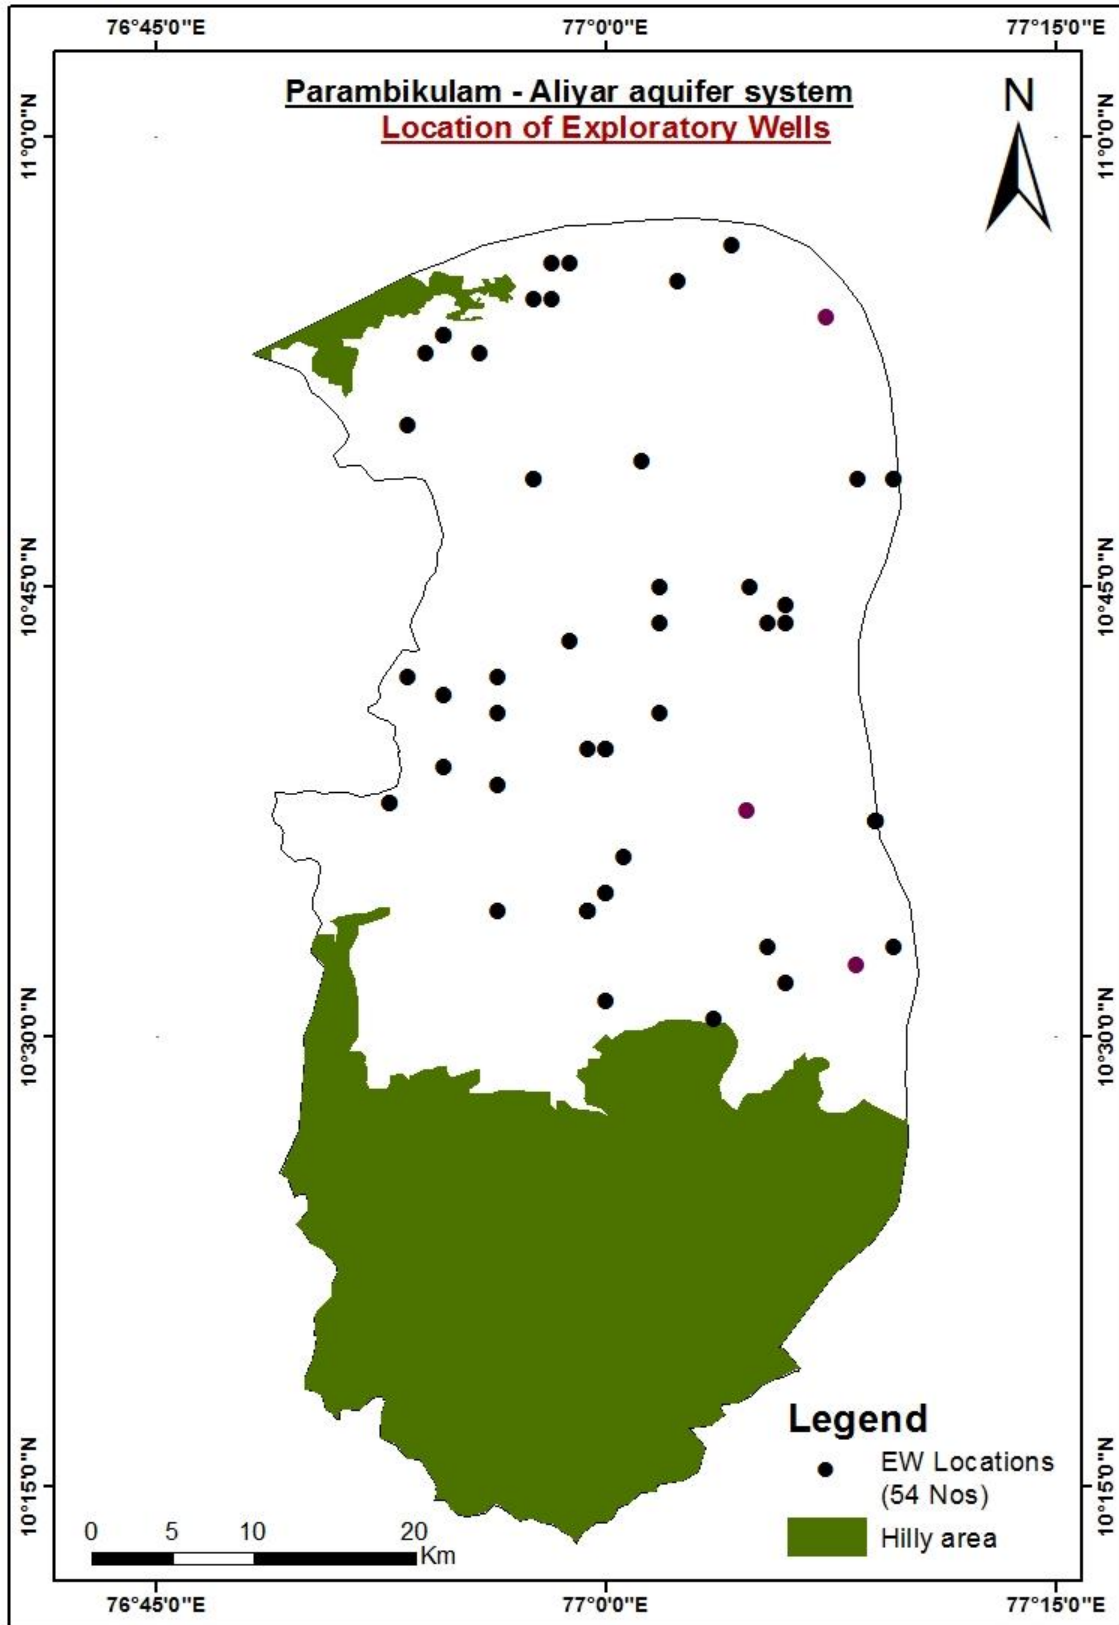 76°45'0"E 77°0'0"E 77°15'0"E
Parambikulam - Aliyar aquifer system
Location of Exploratory Wells
N
11°0'0"N 11°0'0"N
10°45'0"N 10°45'0"N
10°30'0"N 10°30'0"N
10°15'0"N 10°15'0"N
Legend
EW Locations
(54 Nos)
Hilly area
0 5 10 20
Km
76°45'0"E 77°0'0"E 77°15'0"E